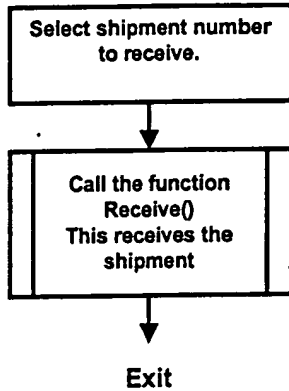 Select shipment number
to receive.
Call the function
Receive()
This receives the
shipment
Exit